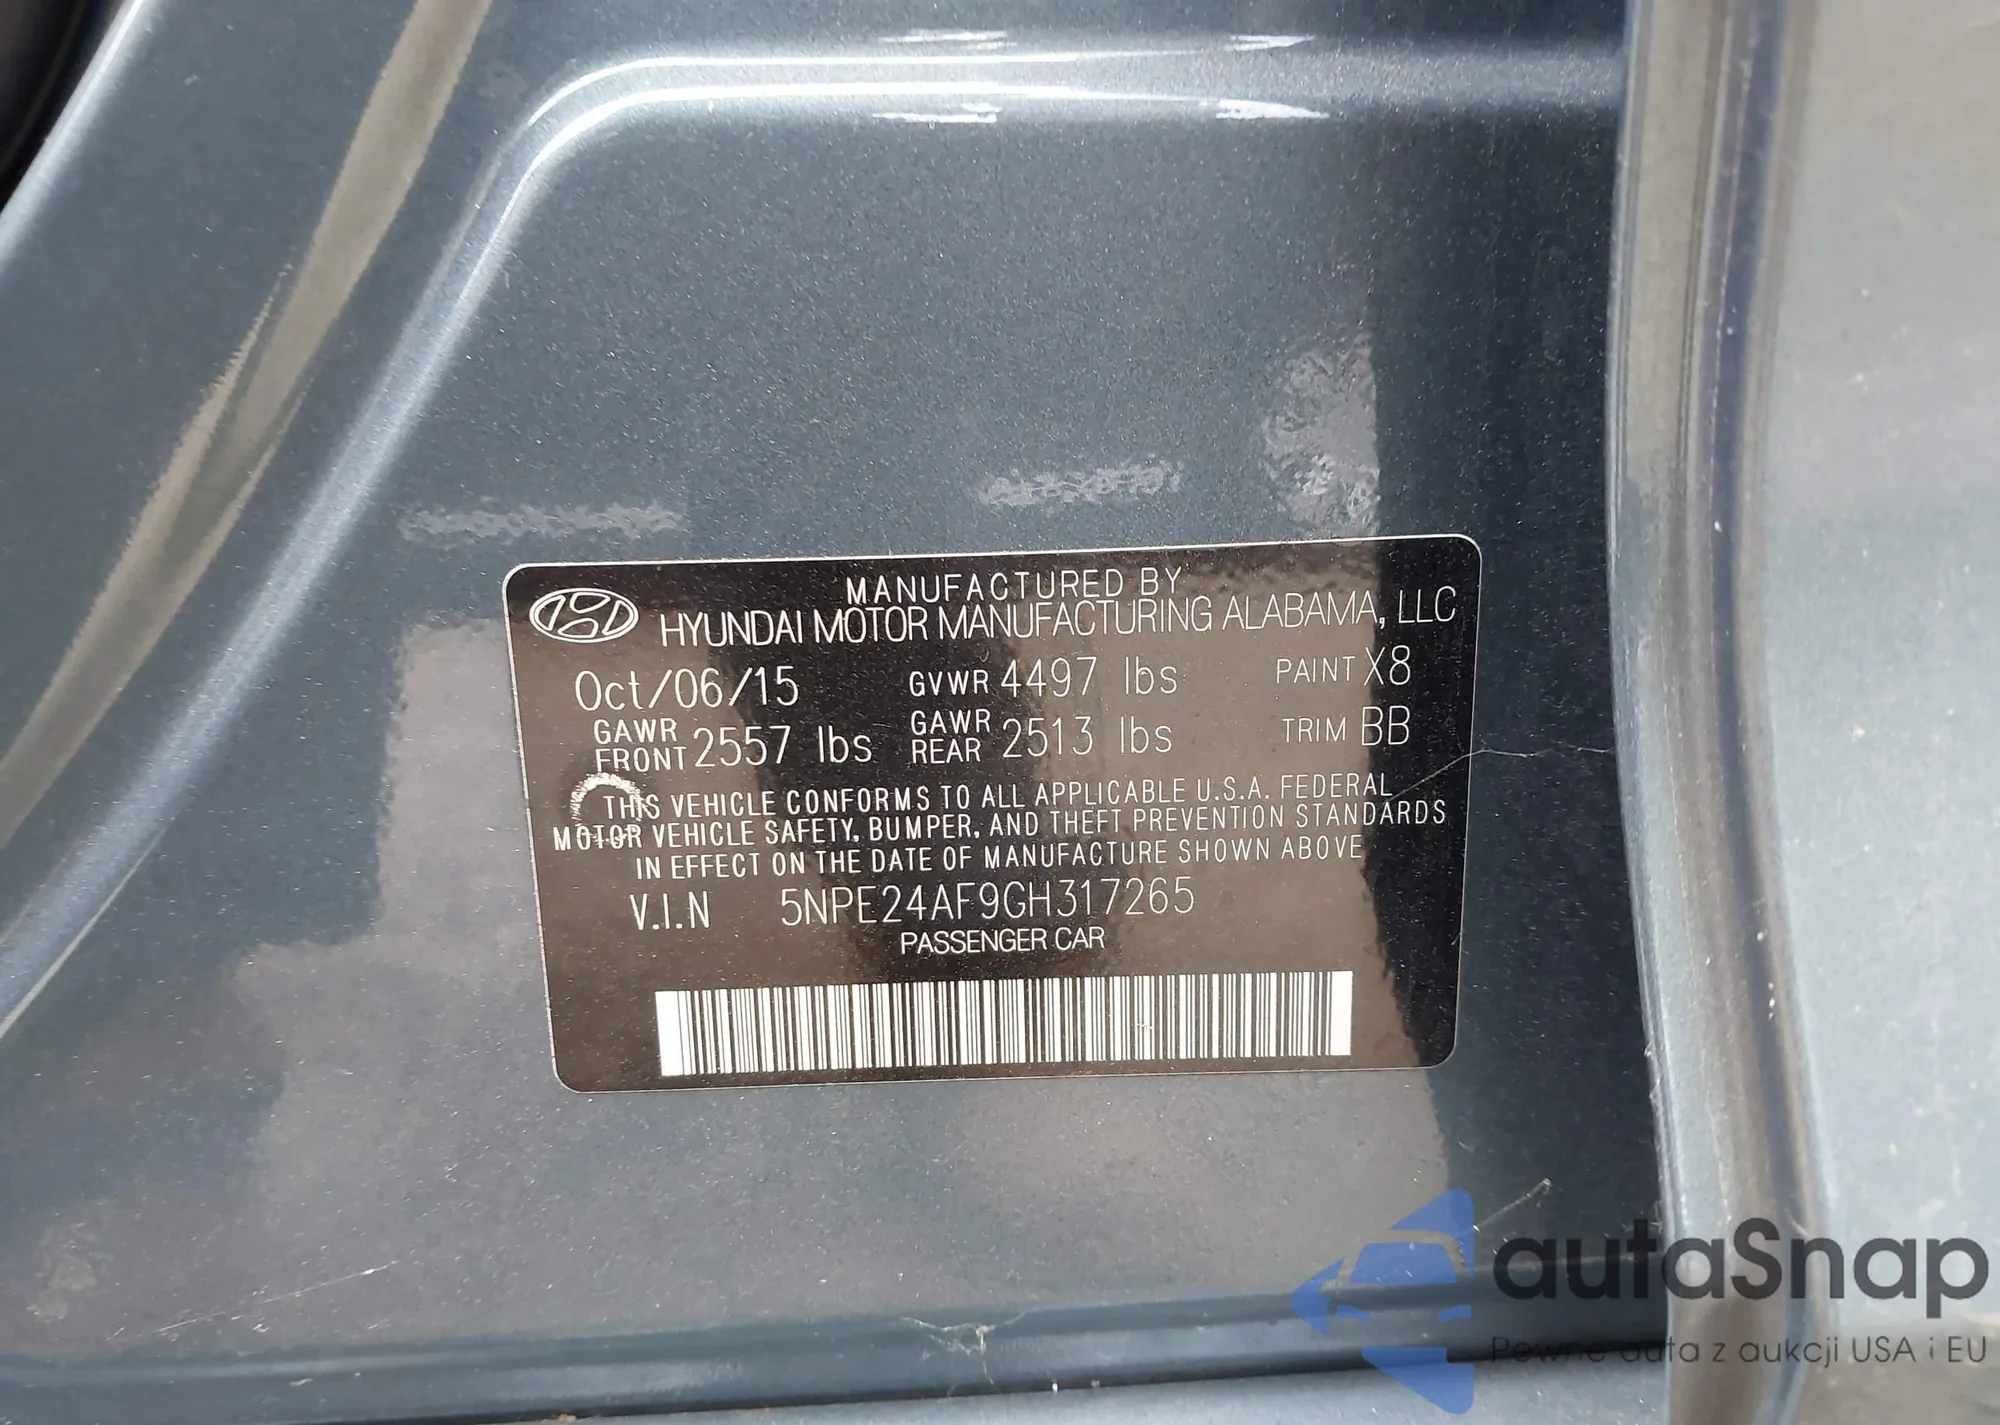 MANUFACTURED BY
HYUNDAI MOTOR MANUFACTURING ALABAMA, LLC
Oct/06/15 GVWR 4497 lbs PAINT X8
GAWR FRONT 2557 lbs GAWR REAR 2513 lbs TRIM BB
THIS VEHICLE CONFORMS TO ALL APPLICABLE U.S.A. FEDERAL
MOTOR VEHICLE SAFETY, BUMPER, AND THEFT PREVENTION STANDARDS
IN EFFECT ON THE DATE OF MANUFACTURE SHOWN ABOVE
V.I.N 5NPE24AF9GH317265
PASSENGER CAR
autaSnap
Pewne auta z aukcji USA i EU